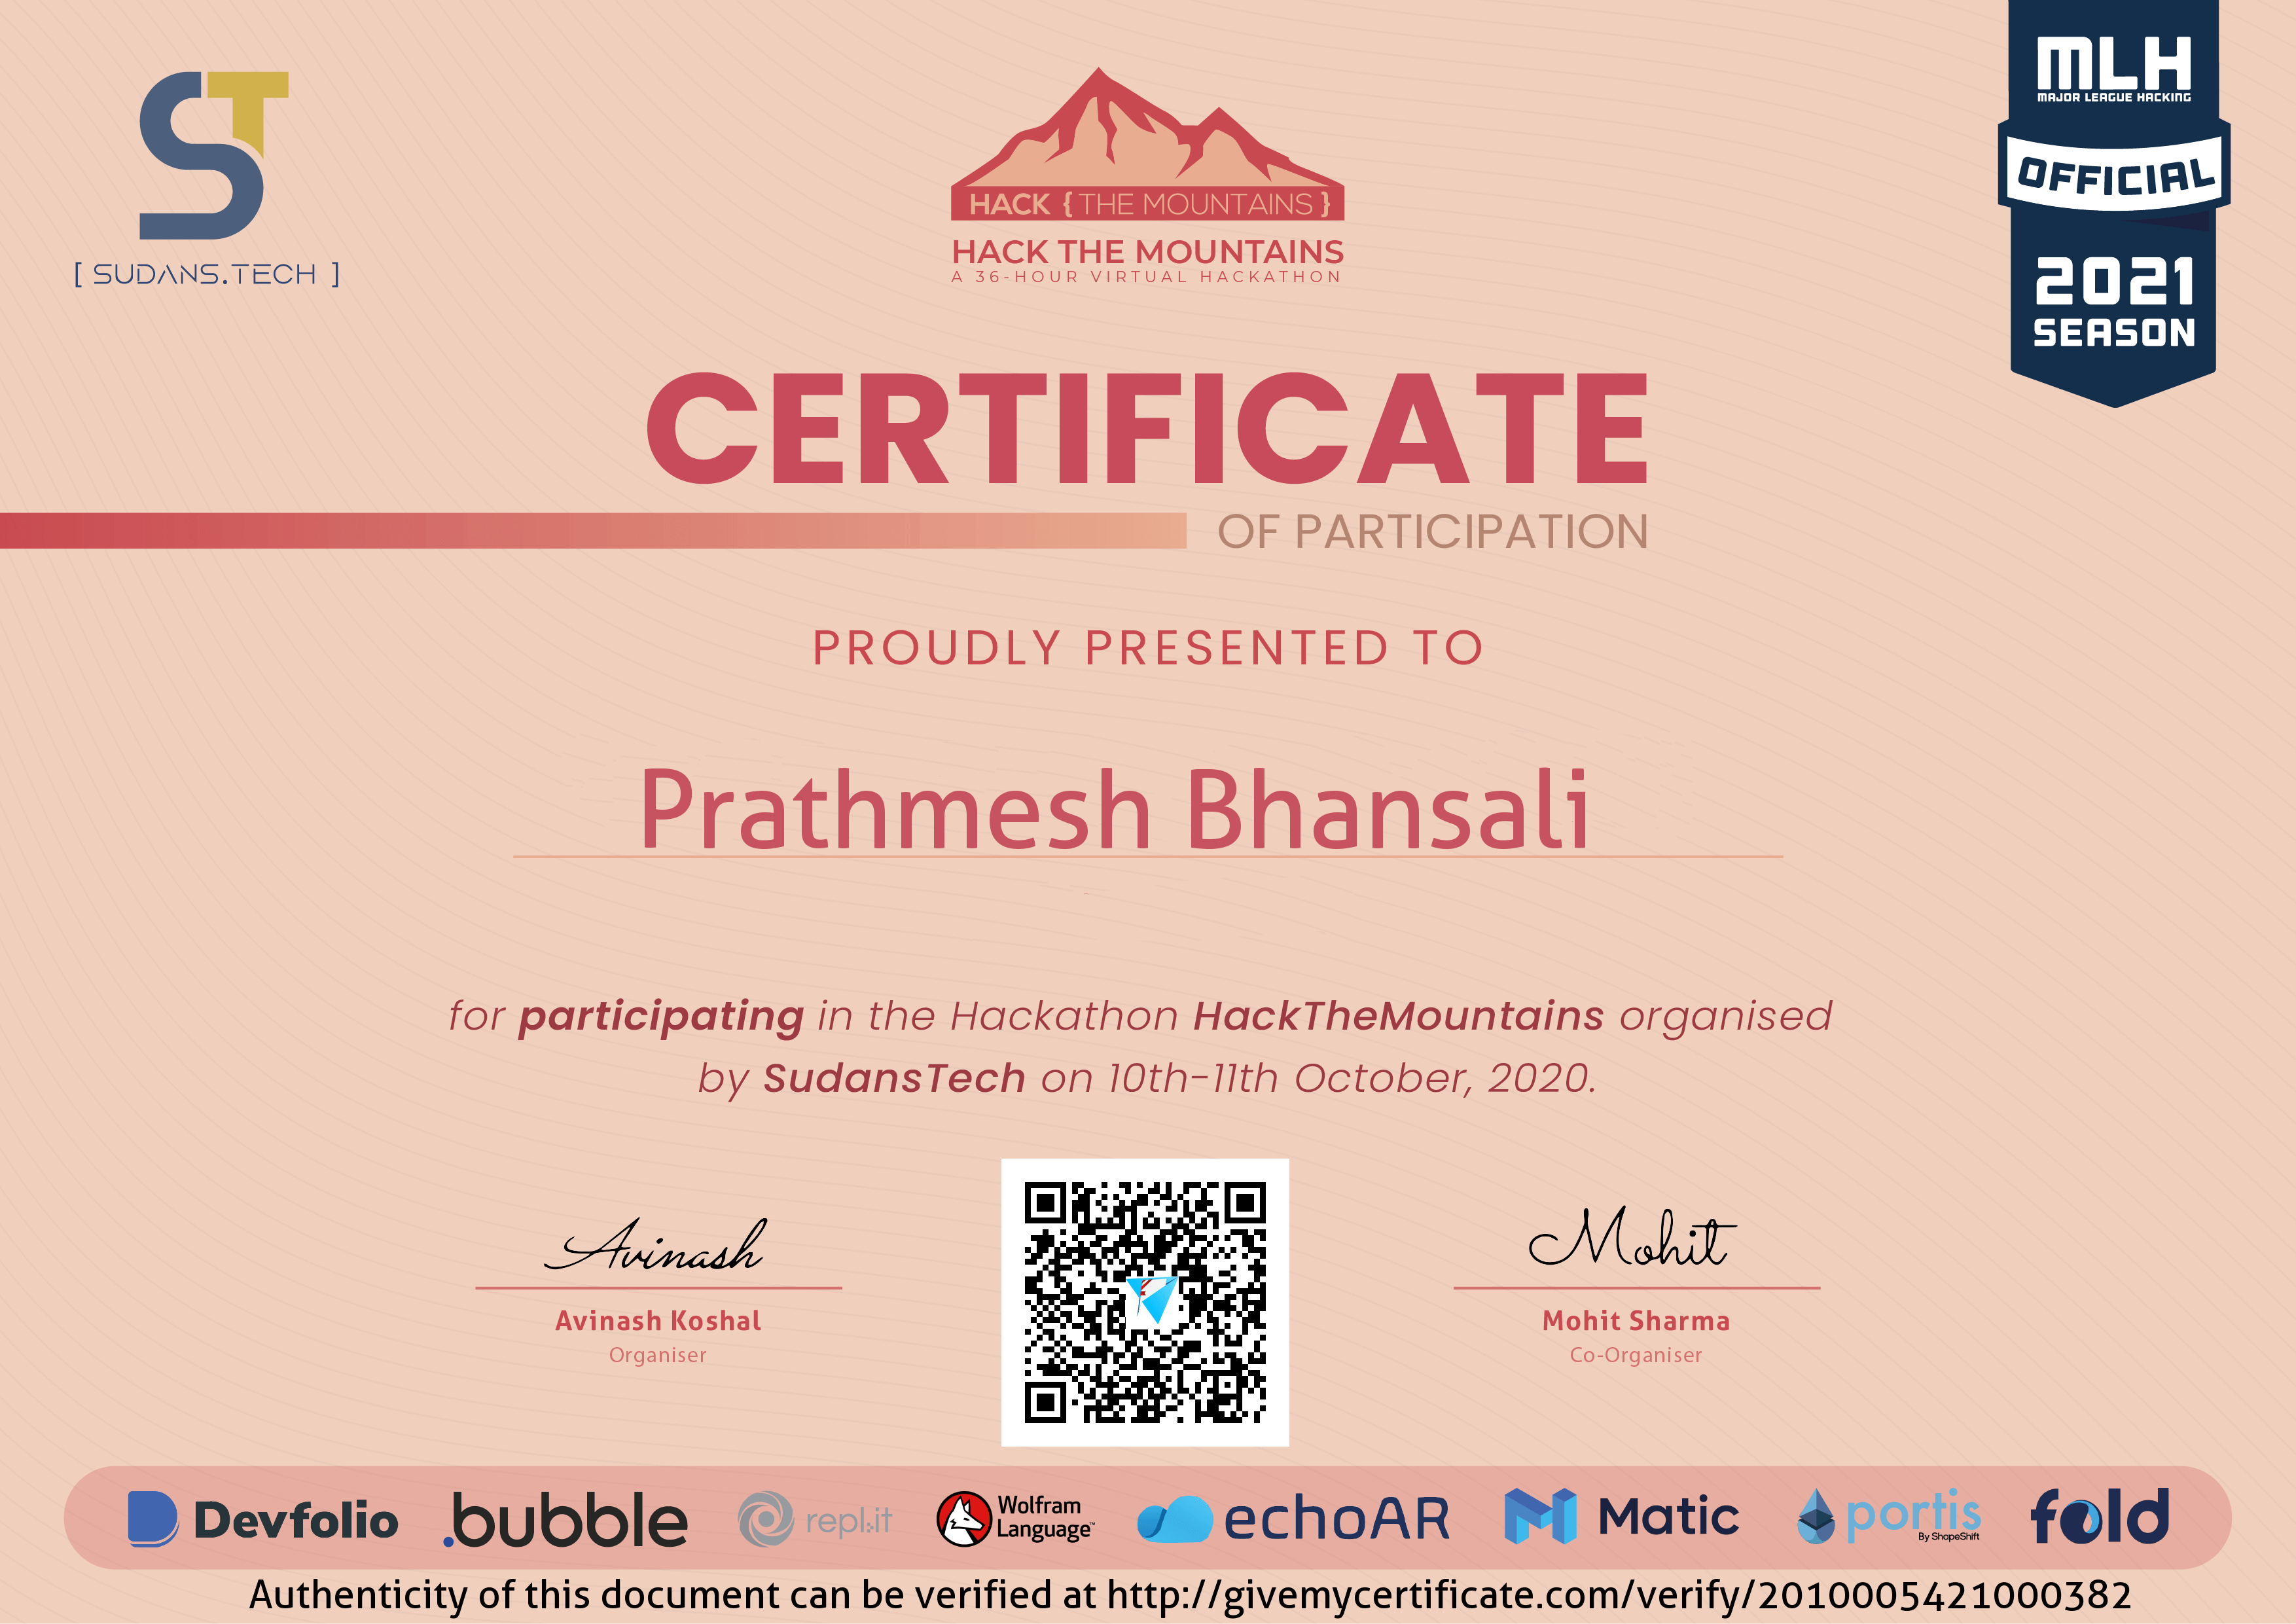 [ SUDANS.TECH ]
HACK { THE MOUNTAINS }
HACK THE MOUNTAINS
A 36-HOUR VIRTUAL HACKATHON
MLH
MAJOR LEAGUE HACKING
OFFICIAL
2021
SEASON
CERTIFICATE
OF PARTICIPATION
PROUDLY PRESENTED TO
Prathmesh Bhansali
for participating in the Hackathon HackTheMountains organised
by SudansTech on 10th-11th October, 2020.
Avinash
Avinash Koshal
Organiser
Mohit
Mohit Sharma
Co-Organiser
Devfolio
.bubble
repl.it
Wolfram
Language™
echoAR
Matic
portis
By ShapeShift
fold
Authenticity of this document can be verified at http://givemycertificate.com/verify/2010005421000382